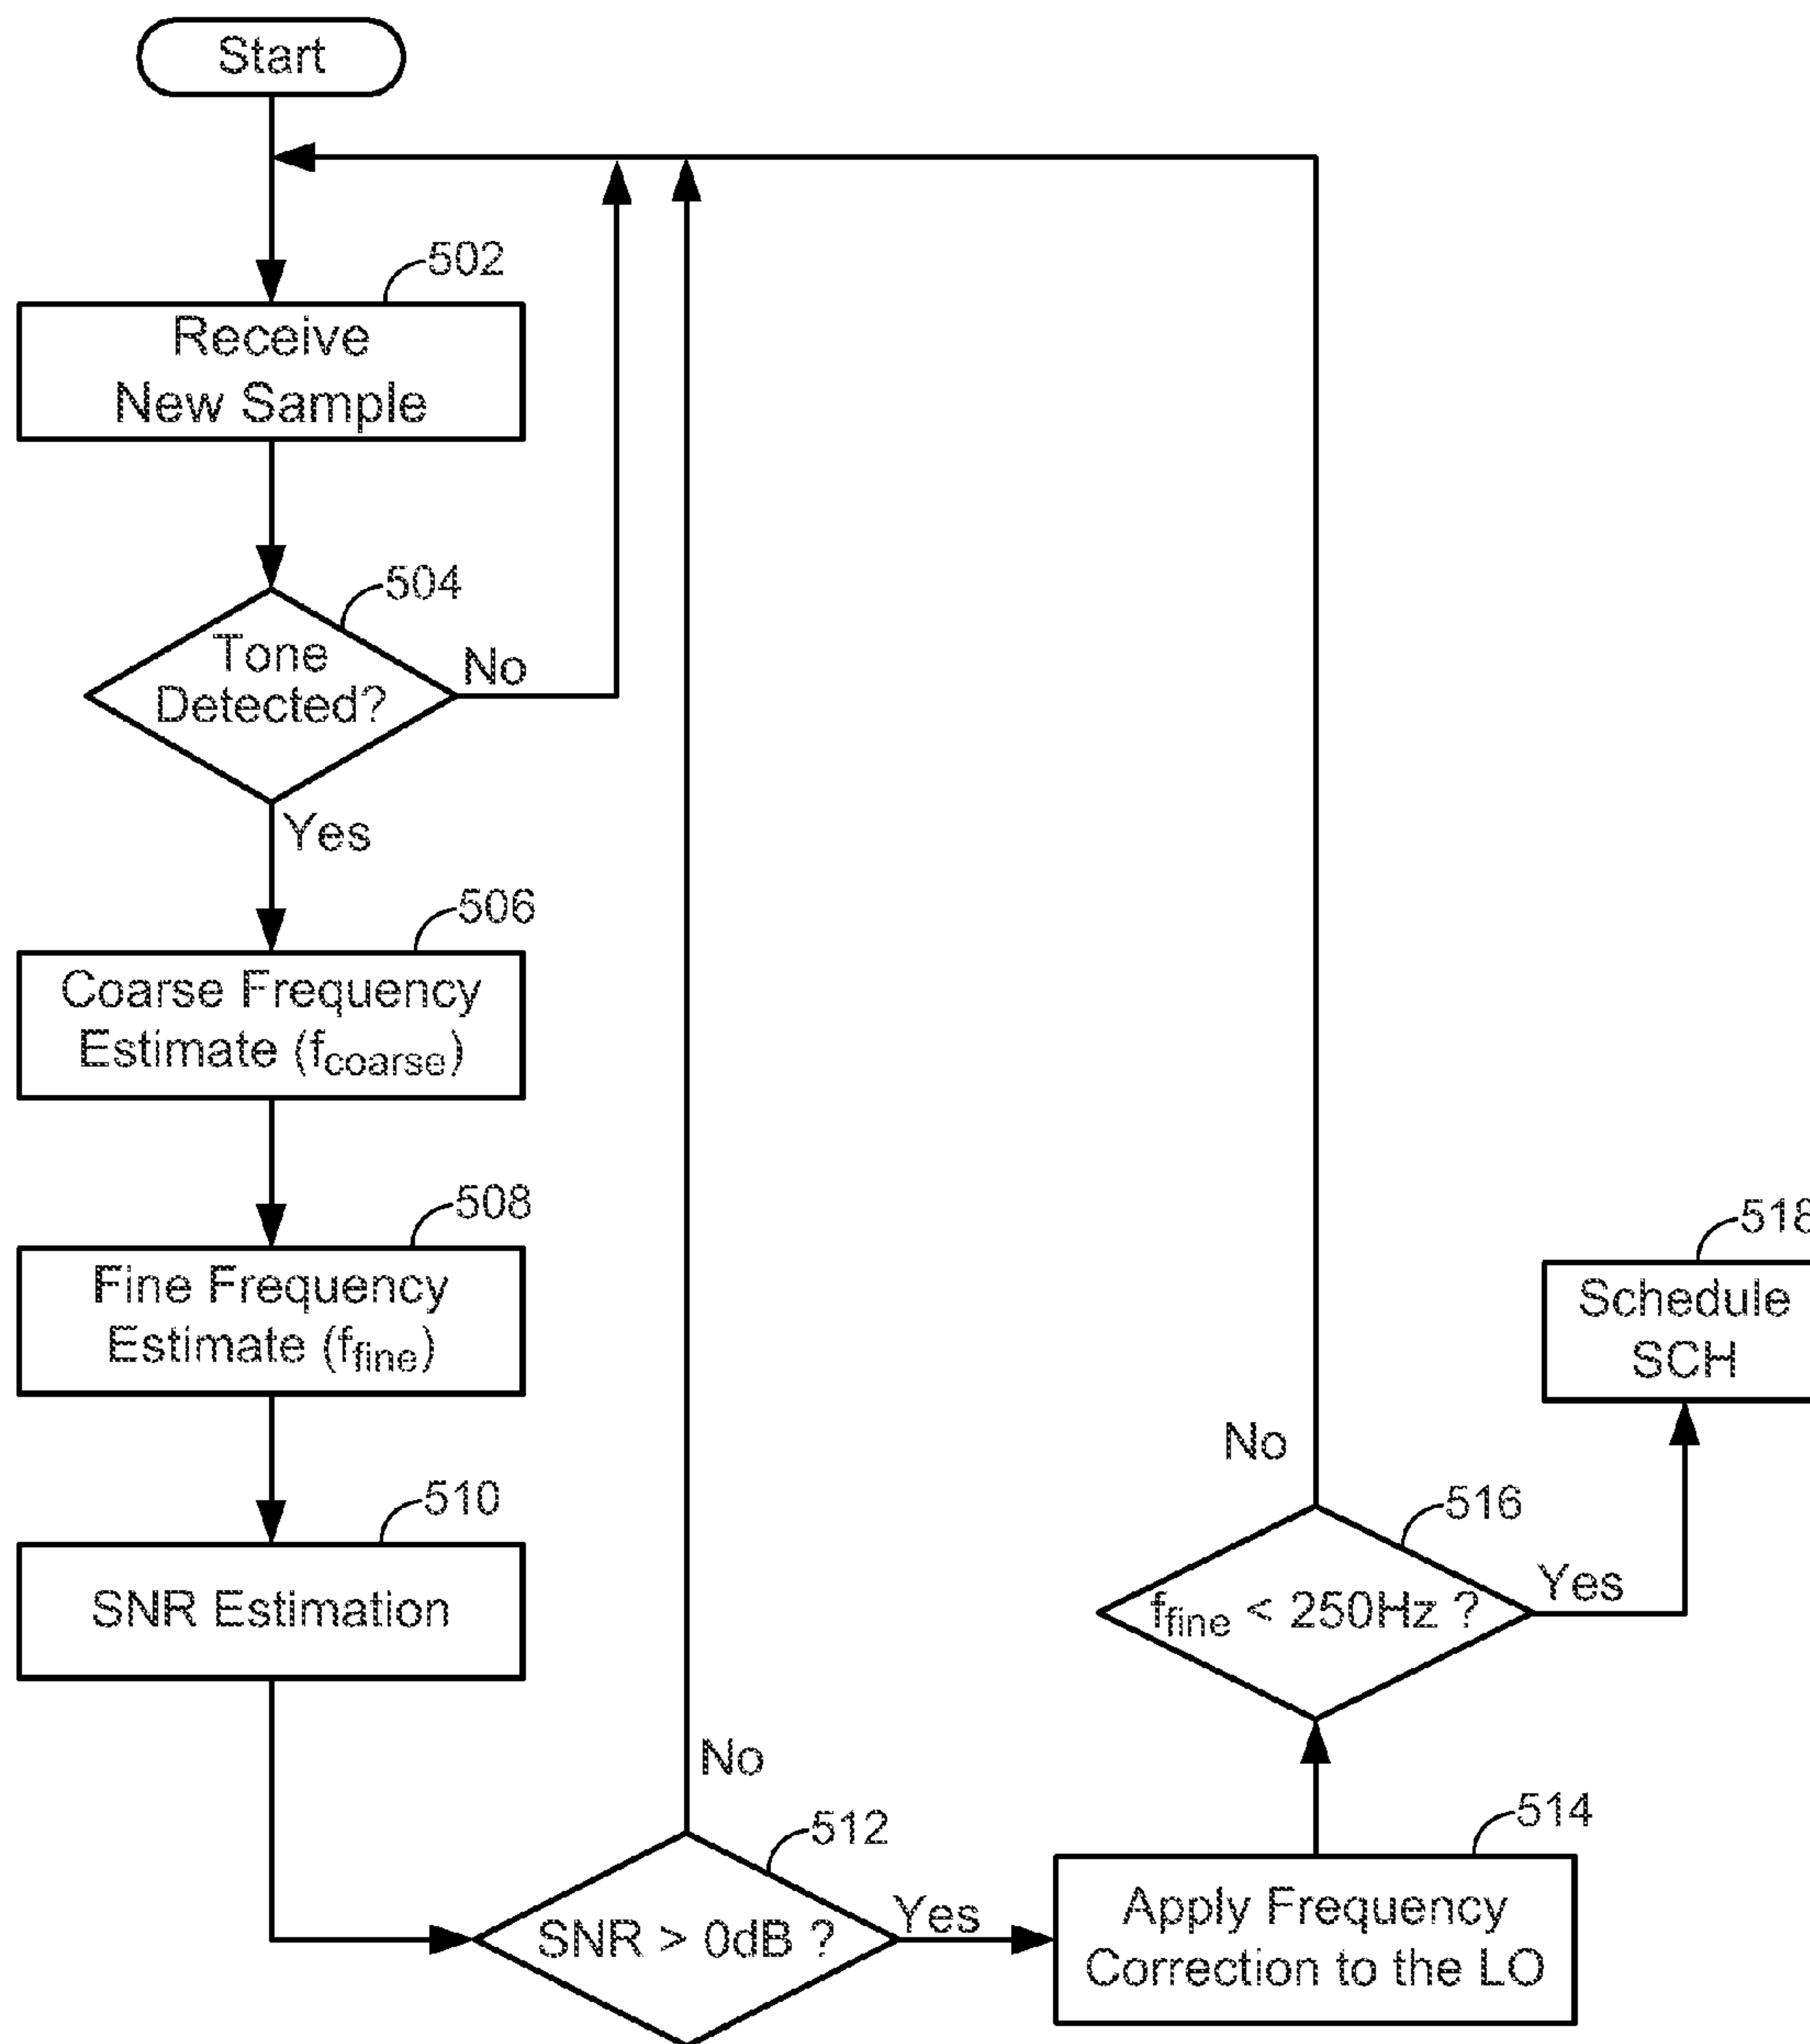 Start
502
Receive
New Sample
504
Tone
Detected?
No
Yes
506
Coarse Frequency
Estimate (fcoarse)
508
Fine Frequency
Estimate (ffine)
510
SNR Estimation
512
SNR > 0dB ?
No
Yes
514
Apply Frequency
Correction to the LO
516
ffine < 250Hz ?
No
Yes
518
Schedule
SCH